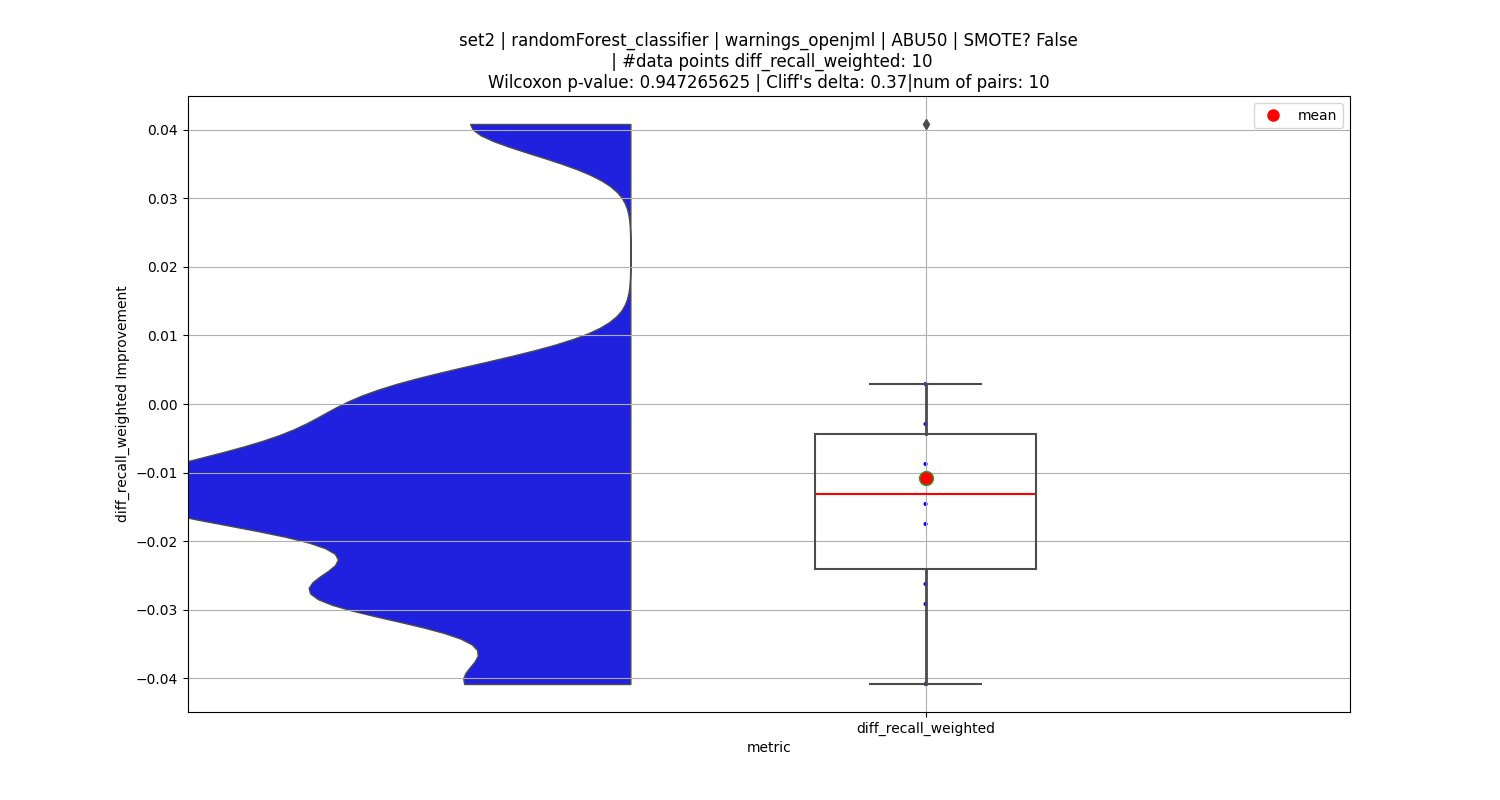 set2 | randomForest_classifier | warnings_openjml | ABU50 | SMOTE? False
| #data points diff_recall_weighted: 10
Wilcoxon p-value: 0.947265625 | Cliff's delta: 0.37|num of pairs: 10
mean
0.04
0.03
0.02
0.01
0.00
−0.01
−0.02
−0.03
−0.04
diff_recall_weighted Improvement
diff_recall_weighted
metric